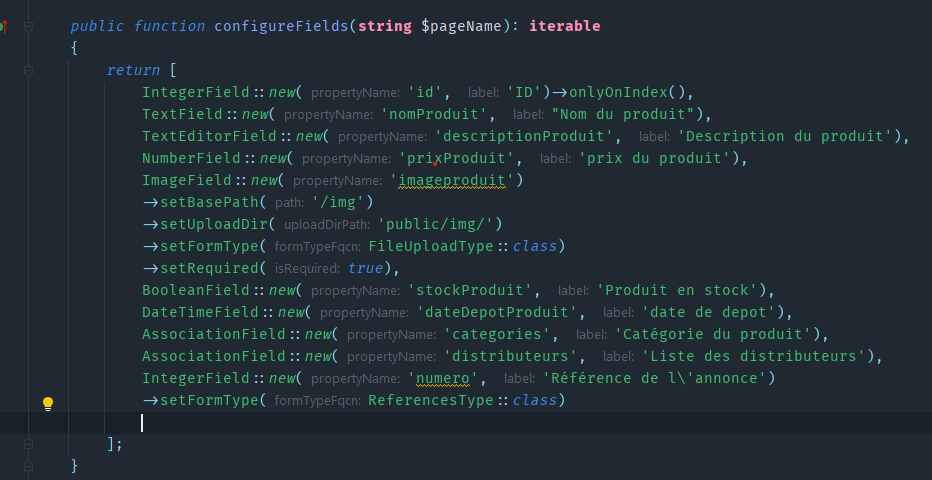 public function configureFields(string $pageName): iterable
{
return [
IntegerField::new( propertyName: 'id', label: 'ID')->onlyOnIndex(),
TextField::new( propertyName: 'nomProduit', label: "Nom du produit"),
TextEditorField::new( propertyName: 'descriptionProduit', label: 'Description du produit'),
NumberField::new( propertyName: 'prixProduit', label: 'prix du produit'),
ImageField::new( propertyName: 'imageproduit')
->setBasePath( path: '/img')
->setUploadDir( uploadDirPath: 'public/img/')
->setFormType( formTypeFqcn: FileUploadType::class)
->setRequired( isRequired: true),
BooleanField::new( propertyName: 'stockProduit', label: 'Produit en stock'),
DateTimeField::new( propertyName: 'dateDepotProduit', label: 'date de depot'),
AssociationField::new( propertyName: 'categories', label: 'Catégorie du produit'),
AssociationField::new( propertyName: 'distributeurs', label: 'Liste des distributeurs'),
IntegerField::new( propertyName: 'numero', label: 'Référence de l\'annonce')
->setFormType( formTypeFqcn: ReferencesType::class)
];
}